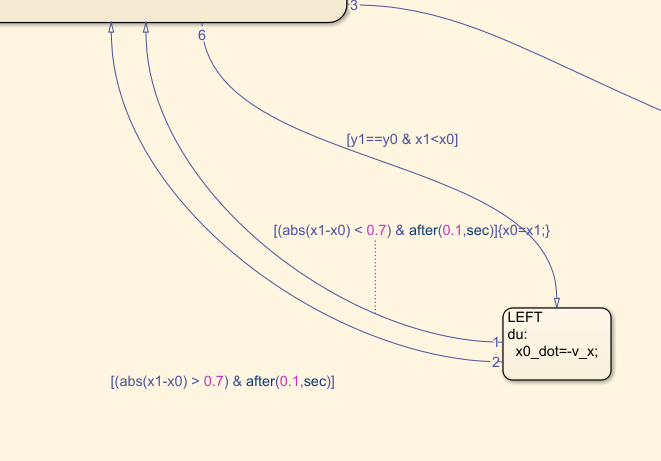 3
6
[y1==y0 & x1<x0]
[(abs(x1-x0) < 0.7) & after(0.1,sec)]{x0=x1;}
LEFT
du:
x0_dot=-v_x;
1
2
[(abs(x1-x0) > 0.7) & after(0.1,sec)]